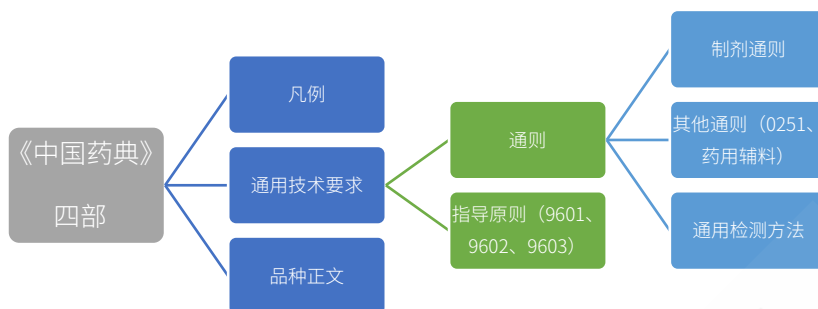 《中国药典》
四部
凡例
通用技术要求
品种正文
通则
指导原则（9601、
9602、9603）
制剂通则
其他通则（0251、
药用辅料）
通用检测方法